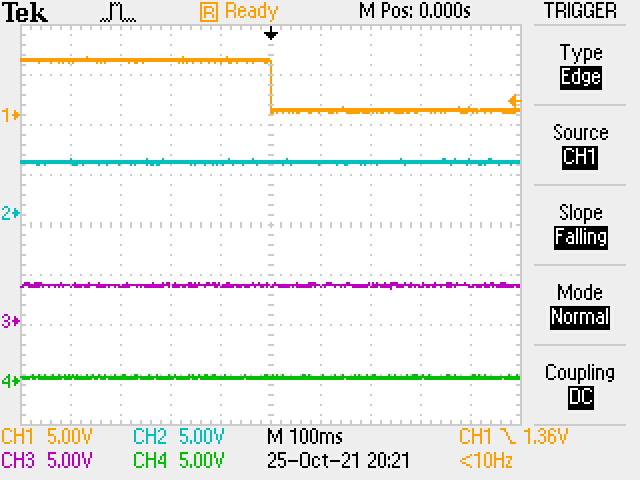 Tek R Ready M Pos: 0.000s TRIGGER
Type
Edge
1
Source
CH1
2
Slope
Falling
Mode
Normal
3
Coupling
DC
4
CH1 5.00V CH2 5.00V M 100ms CH1 1.36V
CH3 5.00V CH4 5.00V 25-Oct-21 20:21 <10Hz